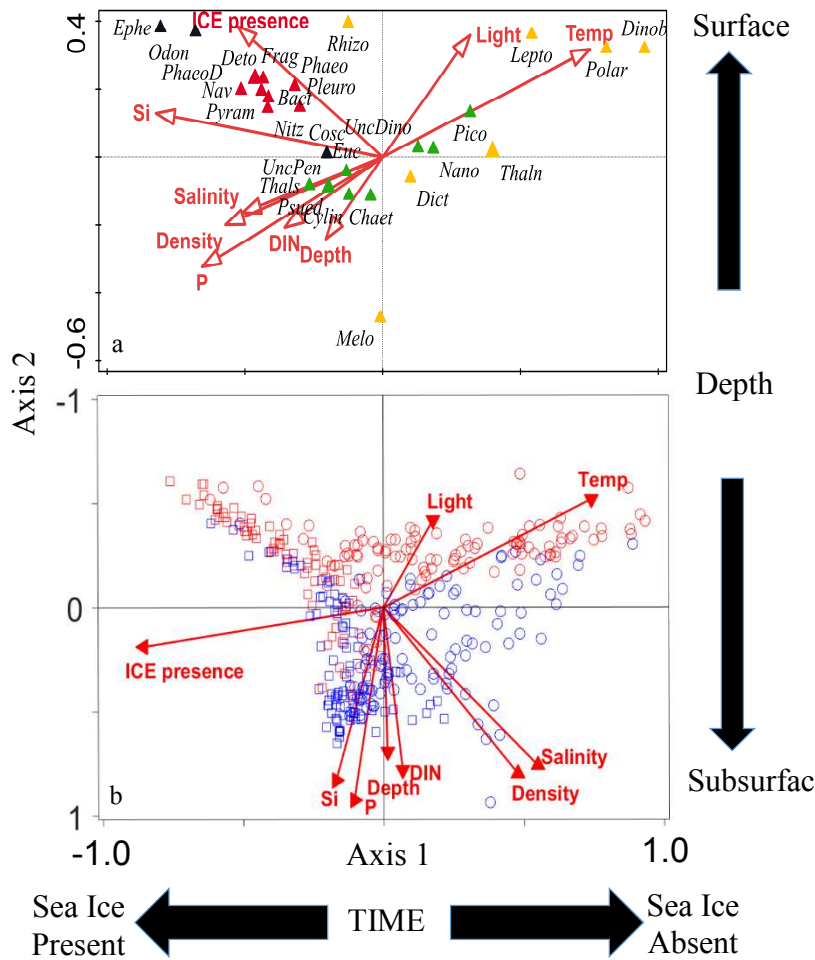 0.4
ICE presence
Ephe
Rhizo
Light
Lepto
Temp
Dinob
Surface
Odon
Deto
Frag
Phaeo
Polar
PhaeoD
Pleuro
Nav
Bact
Si
Pyram
Nitz
Cosc
UncDino
Pico
Euc
UncPen
Nano
Thaln
Thals
Salinity
Psued
Cylin
Chaet
Dict
Density
DIN
Depth
P
-0.6
Melo
a
Axis 2
Depth
-1
Temp
Light
0
ICE presence
Salinity
DIN
Depth
Density
Si
P
b
Subsurfac
1
-1.0
Axis 1
1.0
Sea Ice
Present
TIME
Sea Ice
Absent